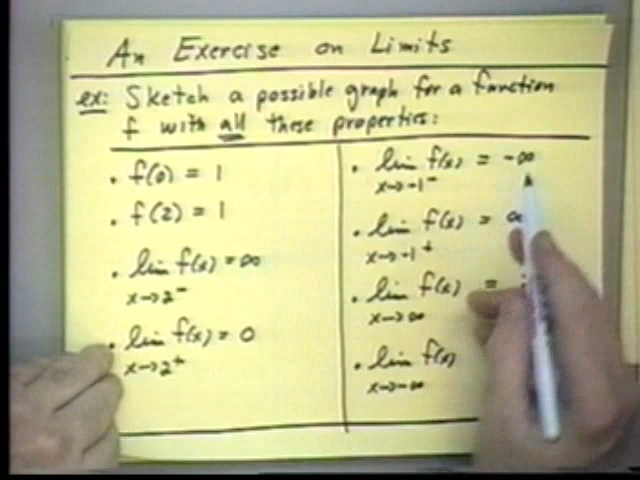 An Exercise on Limits
ex: Sketch a possible graph for a function
f with all these properties:
• f(0) = 1
• f(2) = 1
• lim f(x) = ∞
x→2⁻
• lim f(x) = 0
x→2⁺
• lim f(x) = -∞
x→-1⁻
• lim f(x) =
x→-1⁺
• lim f(x) =
x→∞
• lim f(x)
x→-∞